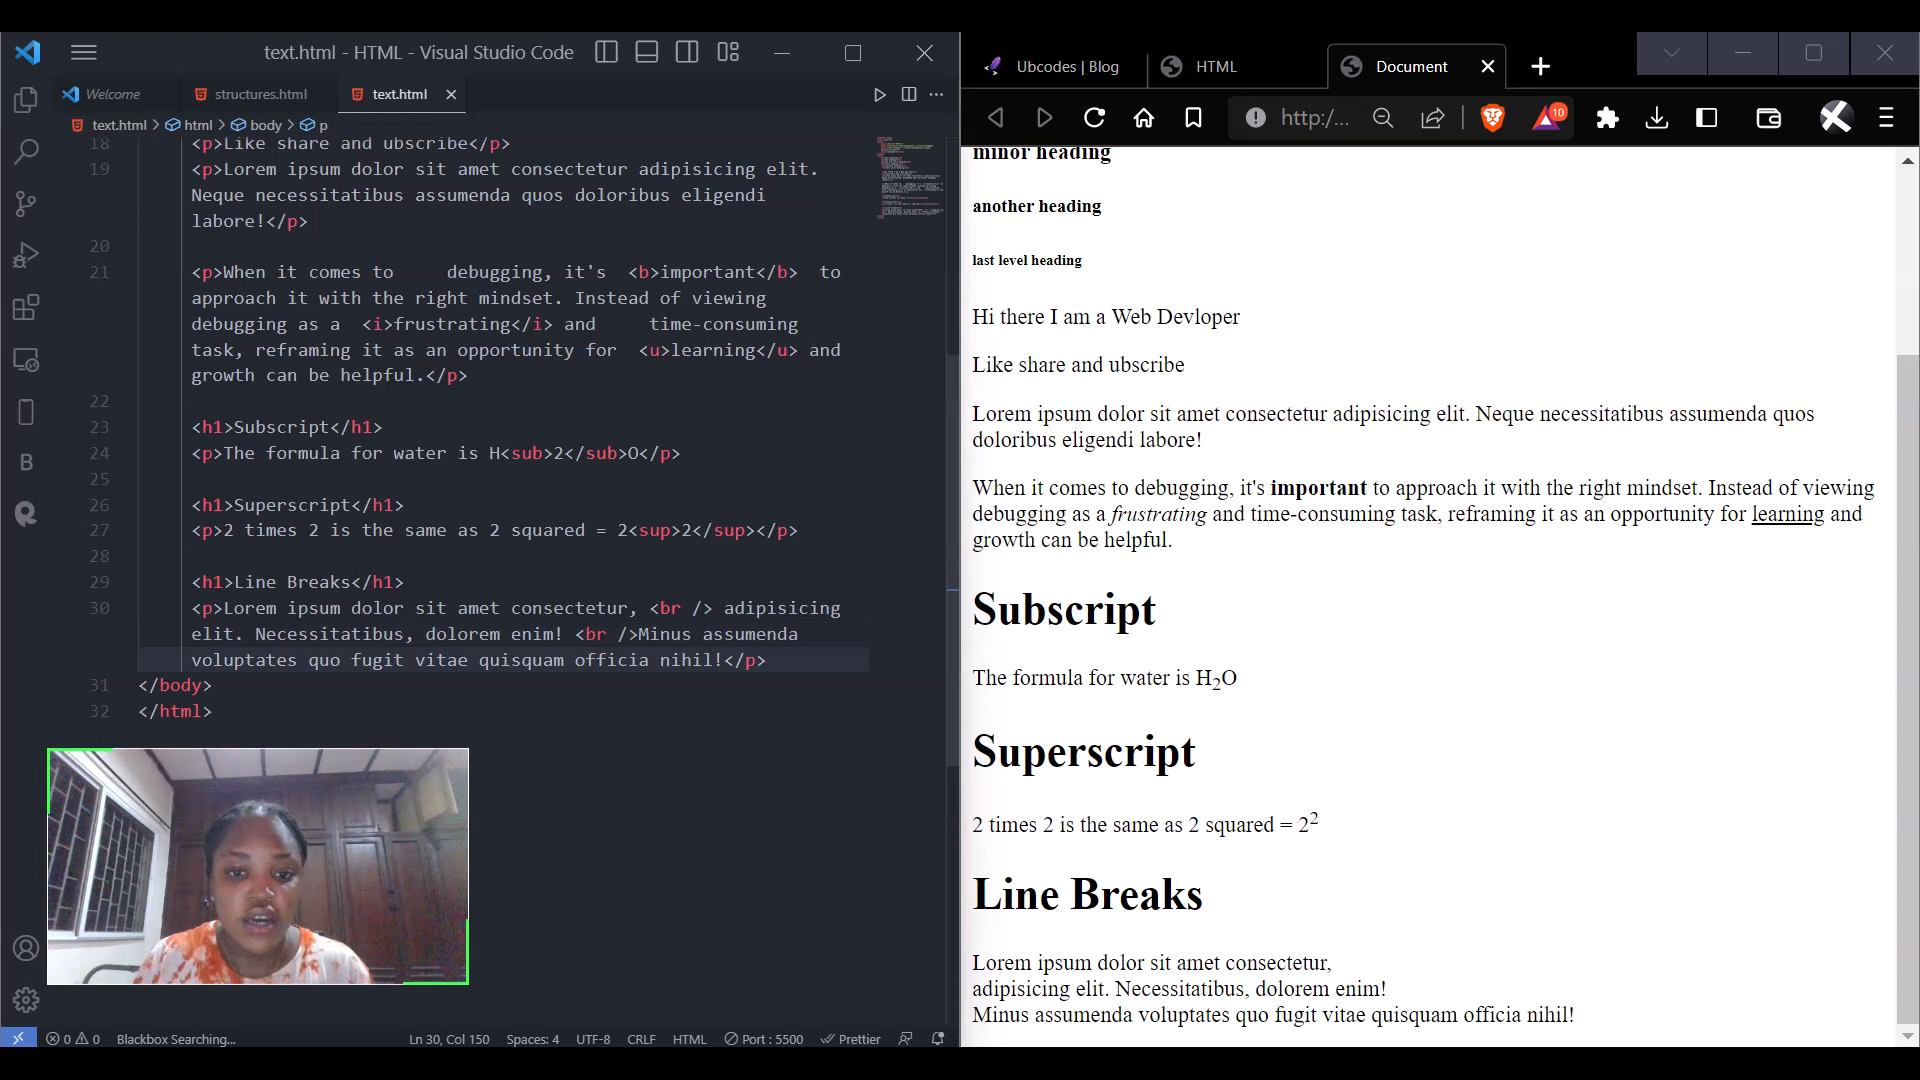 text.html - HTML - Visual Studio Code
Welcome
structures.html
text.html
text.html > html > body > p
18 <p>Like share and ubscribe</p>
19 <p>Lorem ipsum dolor sit amet consectetur adipisicing elit.
Neque necessitatibus assumenda quos doloribus eligendi
labore!</p>
20
21 <p>When it comes to     debugging, it's  <b>important</b>  to
approach it with the right mindset. Instead of viewing
debugging as a  <i>frustrating</i> and     time-consuming
task, reframing it as an opportunity for  <u>learning</u> and
growth can be helpful.</p>
22
23 <h1>Subscript</h1>
24 <p>The formula for water is H<sub>2</sub>O</p>
25
26 <h1>Superscript</h1>
27 <p>2 times 2 is the same as 2 squared = 2<sup>2</sup></p>
28
29 <h1>Line Breaks</h1>
30 <p>Lorem ipsum dolor sit amet consectetur, <br /> adipisicing
elit. Necessitatibus, dolorem enim! <br />Minus assumenda
voluptates quo fugit vitae quisquam officia nihil!</p>
31 </body>
32 </html>
B
0 0 Blackbox Searching... Ln 30, Col 150 Spaces: 4 UTF-8 CRLF HTML Port : 5500 Prettier
Ubcodes | Blog
HTML
Document
http:/...
10
minor heading
another heading
last level heading
Hi there I am a Web Devloper
Like share and ubscribe
Lorem ipsum dolor sit amet consectetur adipisicing elit. Neque necessitatibus assumenda quos
doloribus eligendi labore!
When it comes to debugging, it's important to approach it with the right mindset. Instead of viewing
debugging as a frustrating and time-consuming task, reframing it as an opportunity for learning and
growth can be helpful.
Subscript
The formula for water is H₂O
Superscript
2 times 2 is the same as 2 squared = 2²
Line Breaks
Lorem ipsum dolor sit amet consectetur,
adipisicing elit. Necessitatibus, dolorem enim!
Minus assumenda voluptates quo fugit vitae quisquam officia nihil!